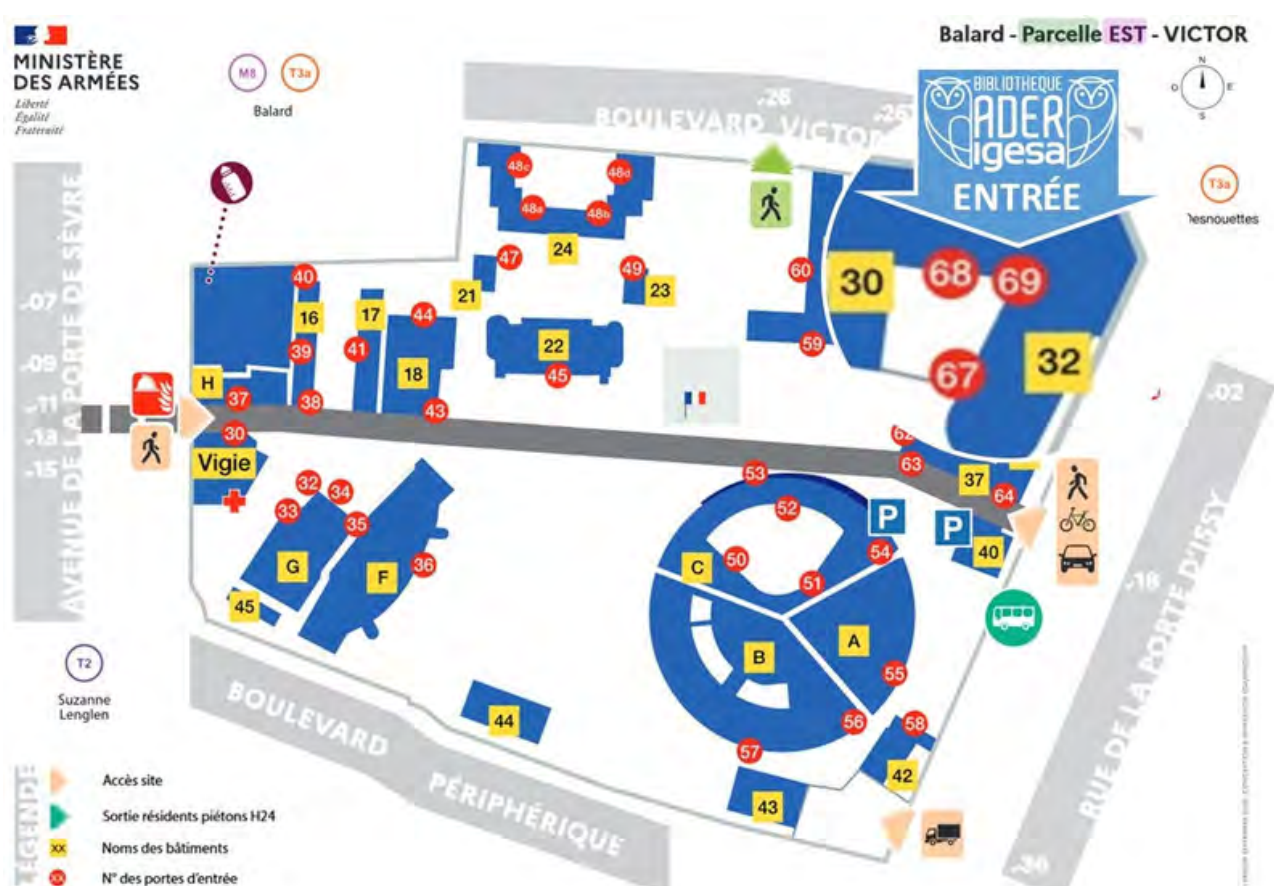 MINISTÈRE
DES ARMÉES
Liberté
Égalité
Fraternité
M8
T3a
Balard
Balard - Parcelle EST - VICTOR
N
O
E
S
BIBLIOTHEQUE
ADER
igesa
ENTRÉE
T3a
BOULEVARD VICTOR
26
AVENUE DE LA PORTE DE SÈVRE
07
09
11
13
15
48c
48d
48a
48b
24
47
49
21
23
60
30
68
69
40
16
17
44
22
45
59
39
41
18
67
32
H
37
38
43
30
Vigie
62
63
37
64
53
52
P
P
40
32
34
33
35
36
G
F
45
C
50
51
54
A
B
55
56
57
58
42
43
44
T2
Suzanne
Lenglen
BOULEVARD PÉRIPHÉRIQUE
RUE DE LA PORTE D'ISSY
02
18
36
LÉGENDE
Accès site
Sortie résidents piétons H24
XX
Noms des bâtiments
XX
N° des portes d'entrée